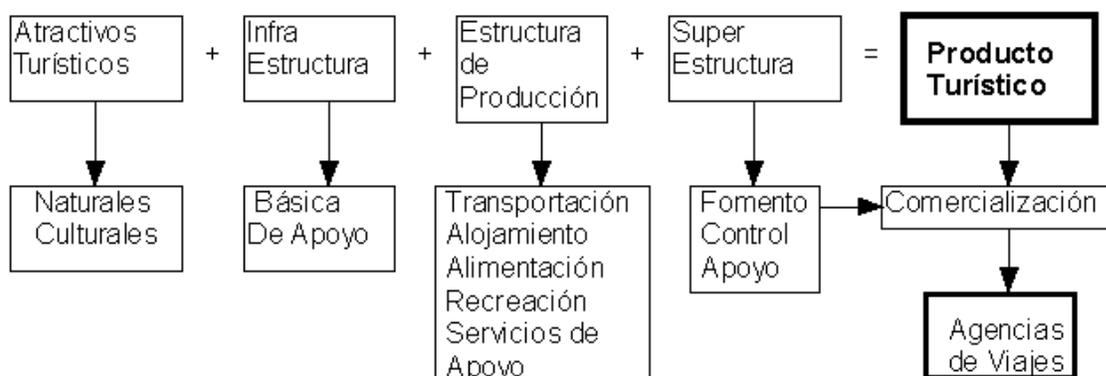 Atractivos
Turísticos
+
Infra
Estructura
+
Estructura
de
Producción
+
Super
Estructura
=
Producto
Turístico
Naturales
Culturales
Básica
De Apoyo
Transportación
Alojamiento
Alimentación
Recreación
Servicios de
Apoyo
Fomento
Control
Apoyo
Comercialización
Agencias
de Viajes